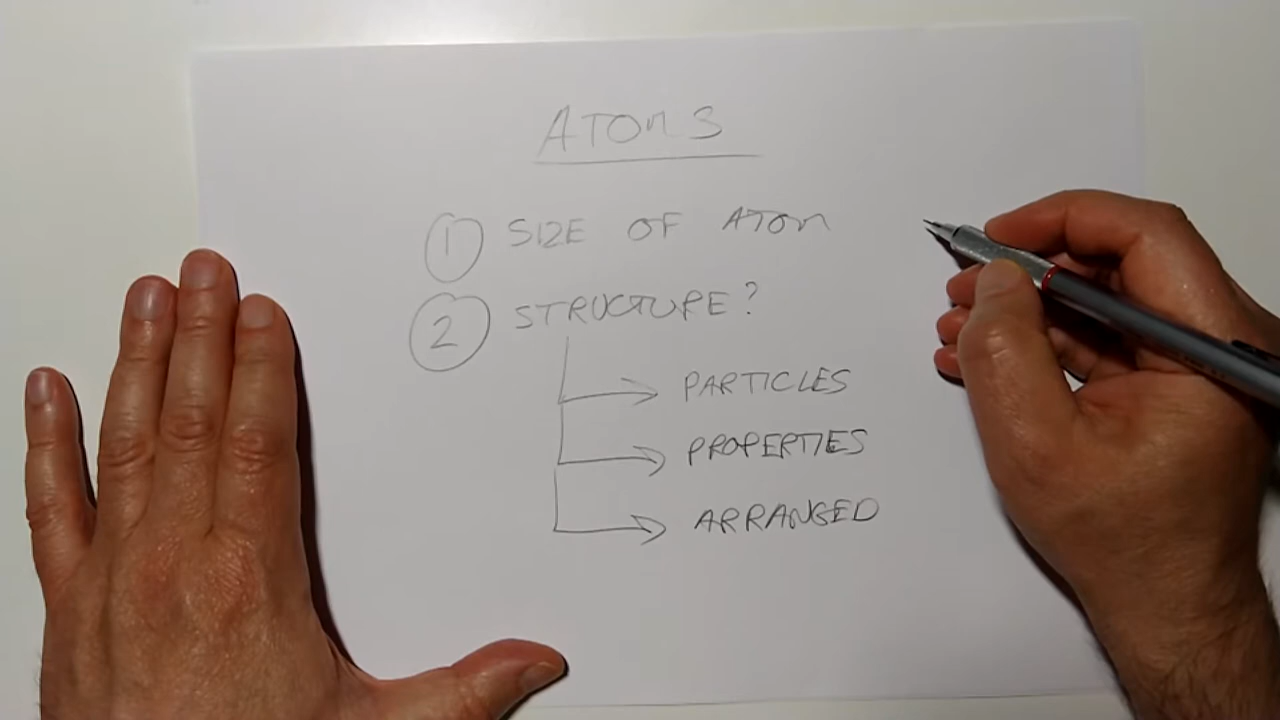 ATOMS
1 SIZE OF ATOM
2 STRUCTURE?
PARTICLES
PROPERTIES
ARRANGED